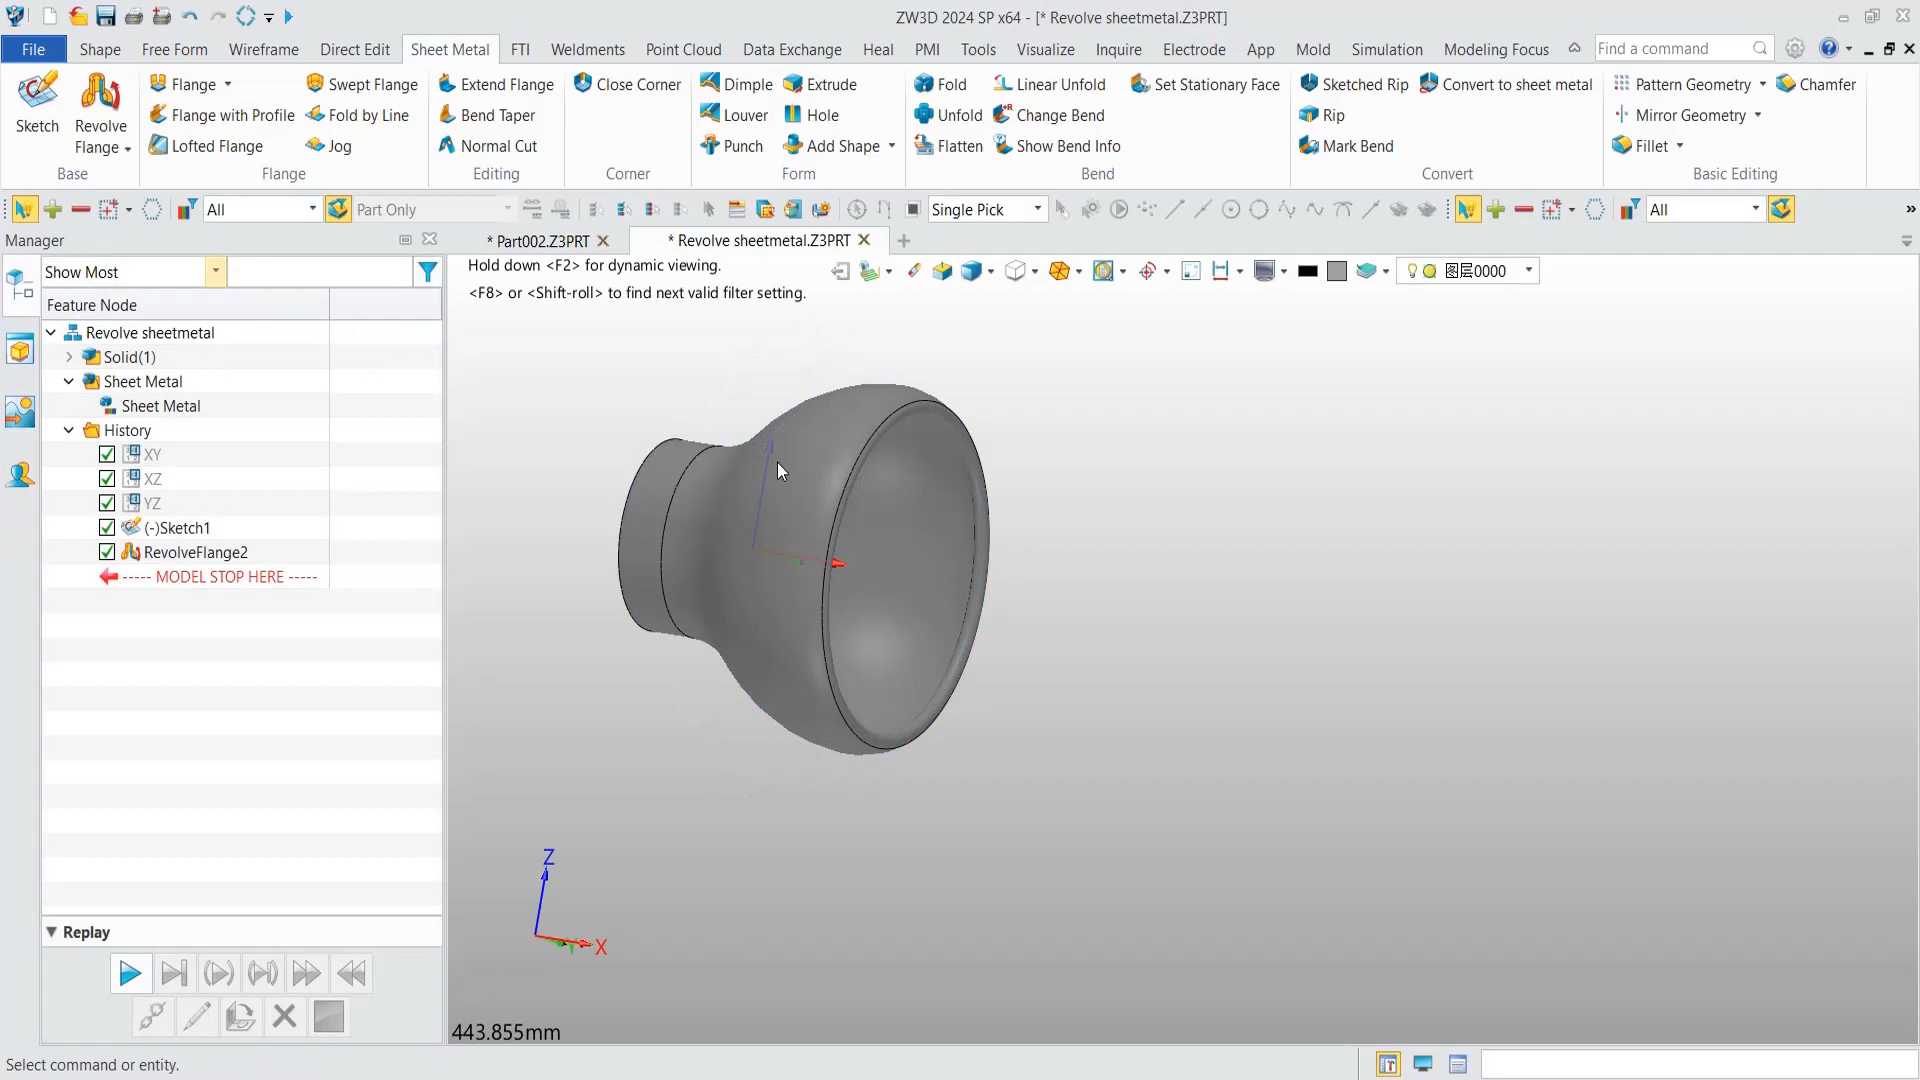 ZW3D 2024 SP x64 - [* Revolve sheetmetal.Z3PRT]
File Shape Free Form Wireframe Direct Edit Sheet Metal FTI Weldments Point Cloud Data Exchange Heal PMI Tools Visualize Inquire Electrode App Mold Simulation Modeling Focus Find a command
Flange Swept Flange Extend Flange Close Corner Dimple Extrude Fold Linear Unfold Set Stationary Face Sketched Rip Convert to sheet metal Pattern Geometry Chamfer
Sketch Revolve Flange Flange with Profile Fold by Line Bend Taper Louver Hole Unfold Change Bend Rip Mirror Geometry
Lofted Flange Jog Normal Cut Punch Add Shape Flatten Show Bend Info Mark Bend Fillet
Base Flange Editing Corner Form Bend Convert Basic Editing
All Part Only Single Pick All
Manager
* Part002.Z3PRT * Revolve sheetmetal.Z3PRT
Show Most
Hold down <F2> for dynamic viewing.
<F8> or <Shift-roll> to find next valid filter setting.
图层0000
Feature Node
Revolve sheetmetal
Solid(1)
Sheet Metal
Sheet Metal
History
XY
XZ
YZ
(-)Sketch1
RevolveFlange2
----- MODEL STOP HERE -----
Z
X
Y
Replay
443.855mm
Select command or entity.